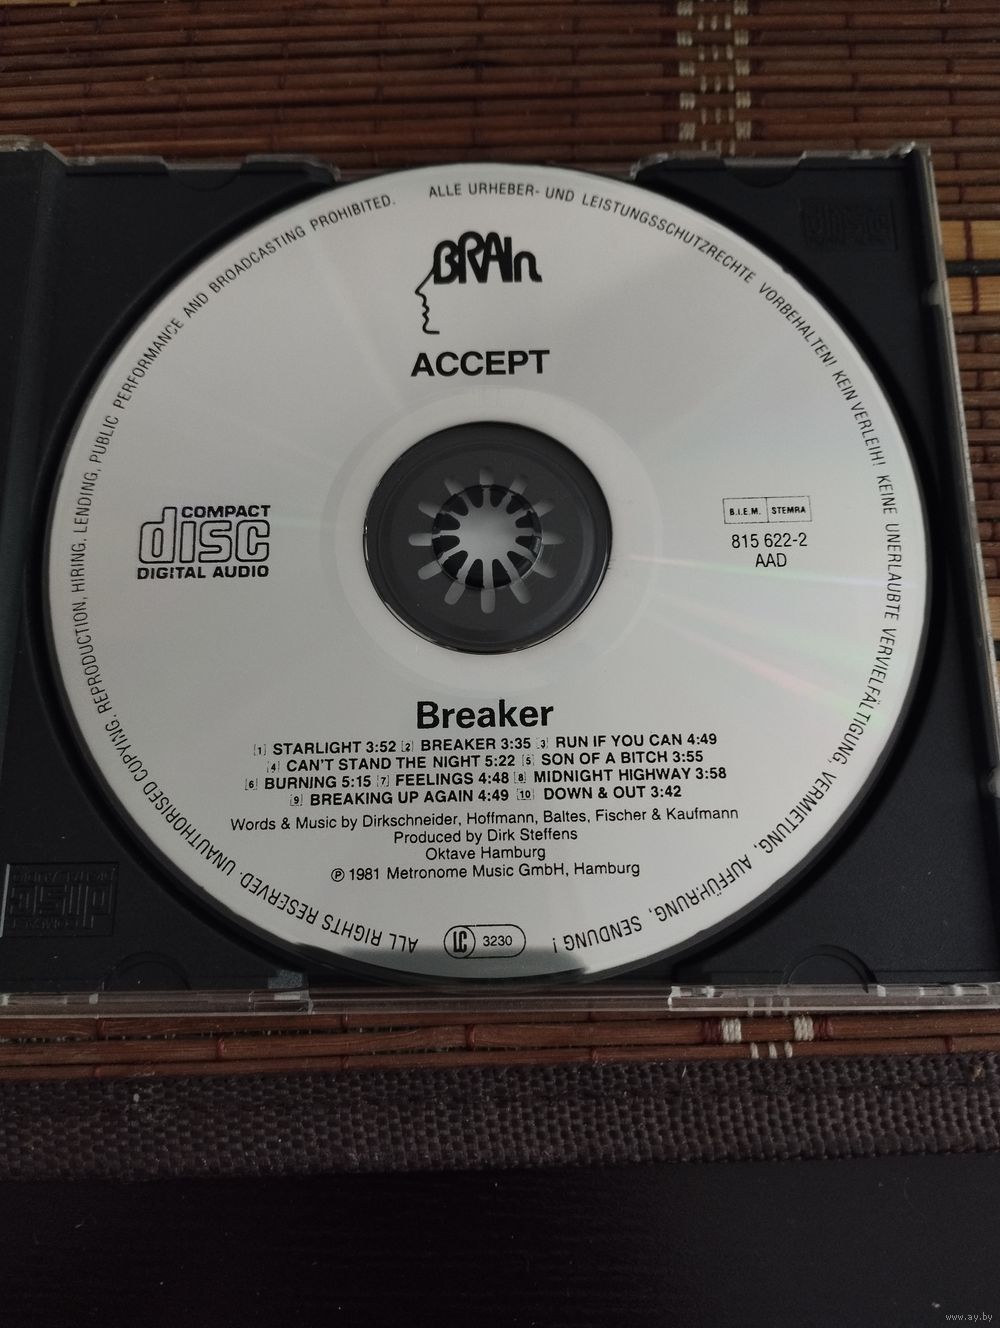 ALLE URHEBER- UND LEISTUNGSSCHUTZRECHTE VORBEHALTEN! KEIN VERLEIH! KEINE UNERLAUBTE VERVIELFÄLTIGUNG, VERMIETUNG, AUFFÜHRUNG, SENDUNG!
ALL RIGHTS RESERVED. UNAUTHORISED COPYING, REPRODUCTION, HIRING, LENDING, PUBLIC PERFORMANCE AND BROADCASTING PROHIBITED.
BRAIn
ACCEPT
COMPACT
disc
DIGITAL AUDIO
B.I.E.M. STEMRA
815 622-2
AAD
Breaker
1 STARLIGHT 3:52 2 BREAKER 3:35 3 RUN IF YOU CAN 4:49
4 CAN'T STAND THE NIGHT 5:22 5 SON OF A BITCH 3:55
6 BURNING 5:15 7 FEELINGS 4:48 8 MIDNIGHT HIGHWAY 3:58
9 BREAKING UP AGAIN 4:49 10 DOWN & OUT 3:42
Words & Music by Dirkschneider, Hoffmann, Baltes, Fischer & Kaufmann
Produced by Dirk Steffens
Oktave Hamburg
℗ 1981 Metronome Music GmbH, Hamburg
LC 3230
disc
disc
www.ay.by